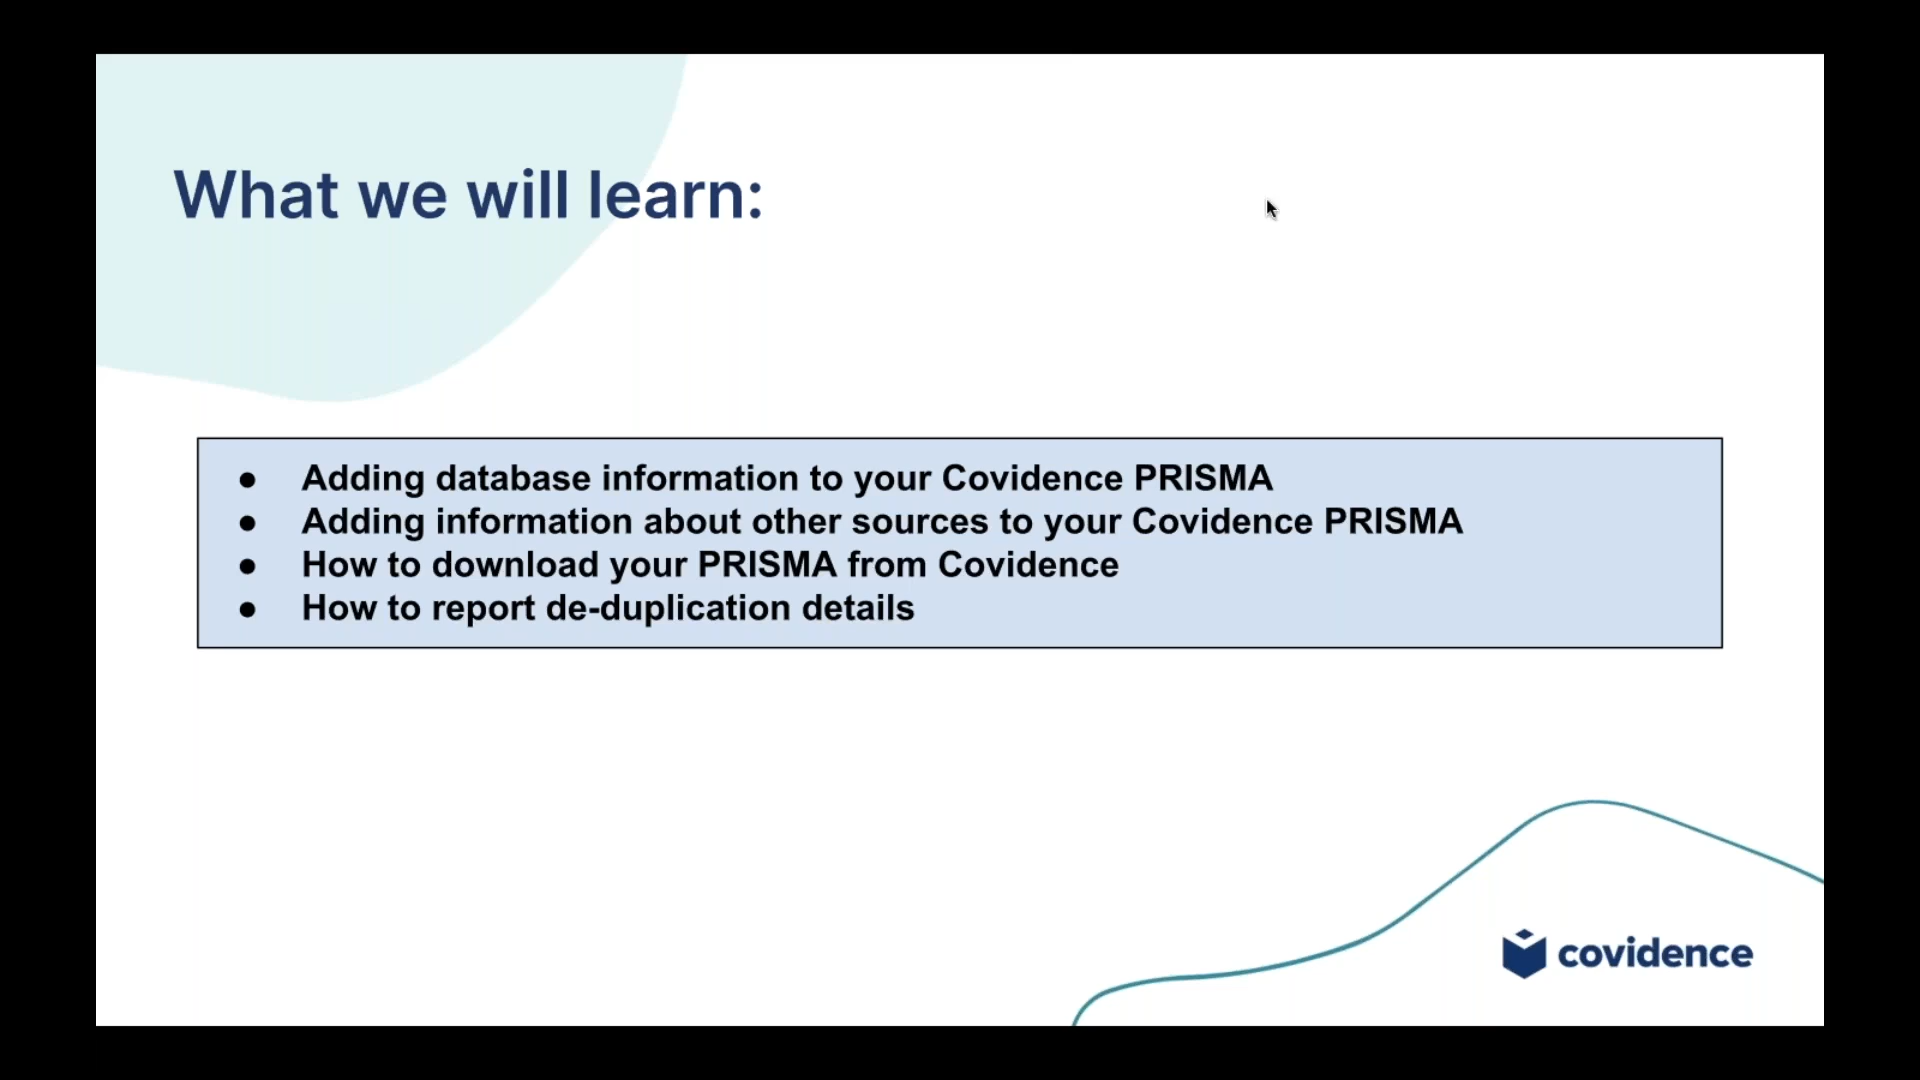 What we will learn:
● Adding database information to your Covidence PRISMA
● Adding information about other sources to your Covidence PRISMA
● How to download your PRISMA from Covidence
● How to report de-duplication details
covidence